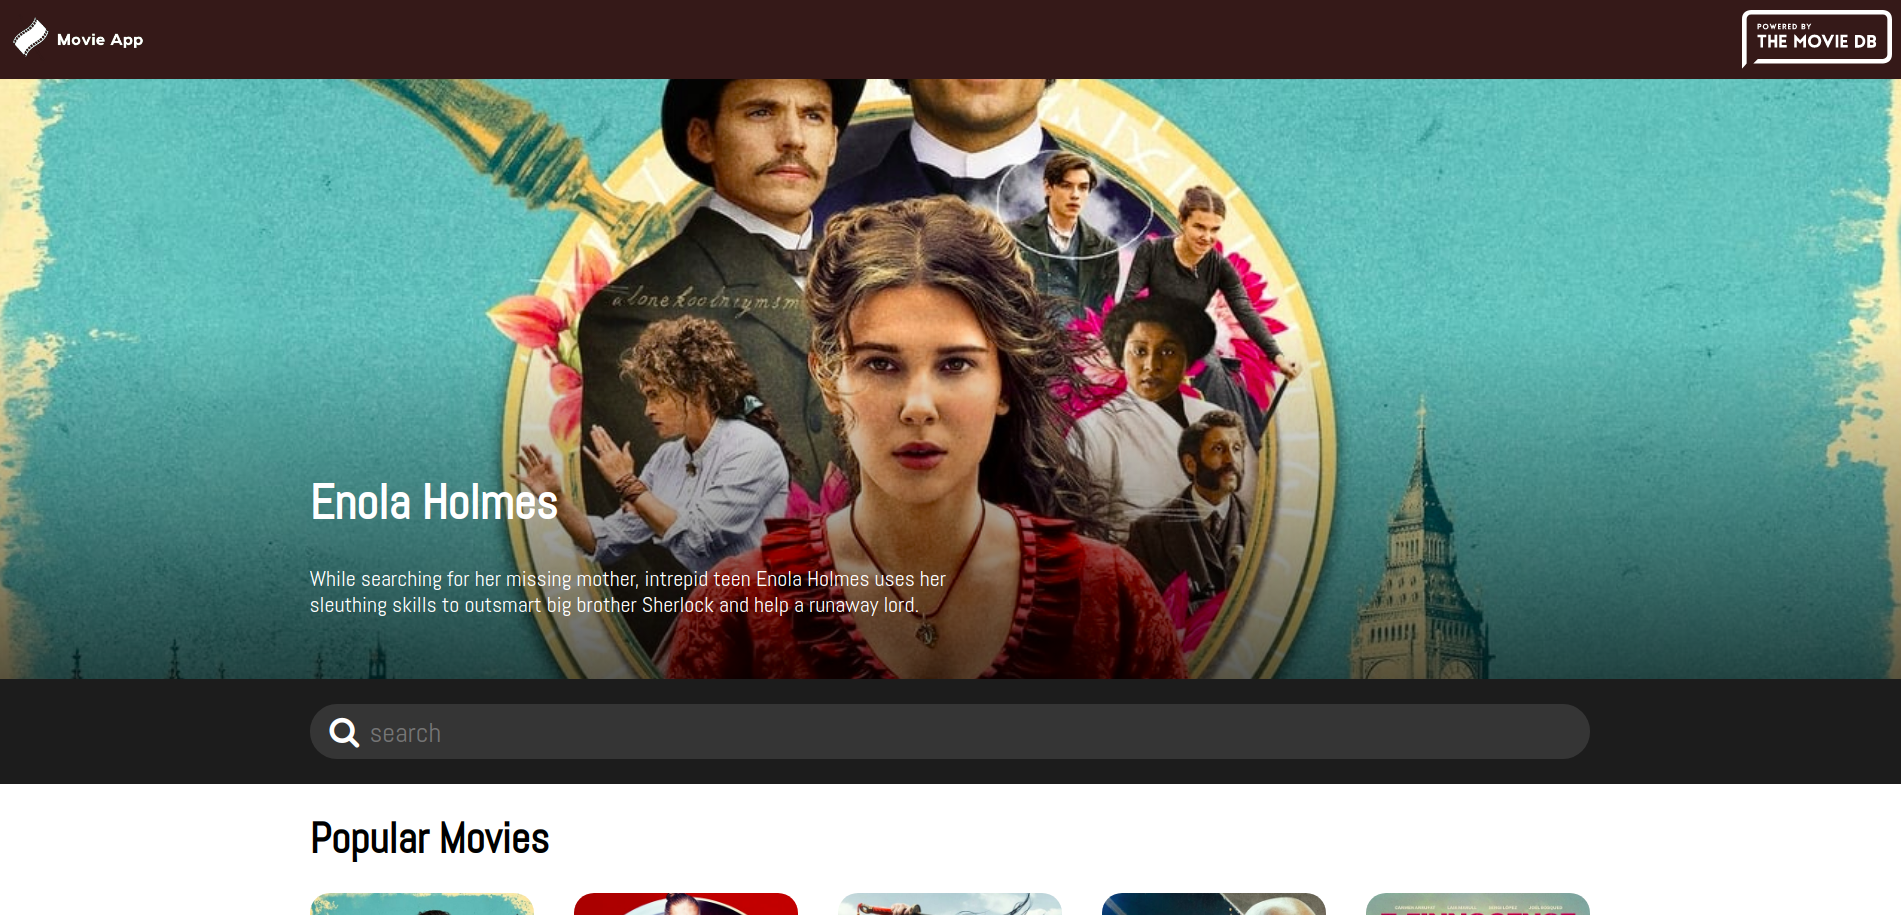 Movie App
POWERED BY
THE MOVIE DB
Enola Holmes
While searching for her missing mother, intrepid teen Enola Holmes uses her
sleuthing skills to outsmart big brother Sherlock and help a runaway lord.
search
Popular Movies